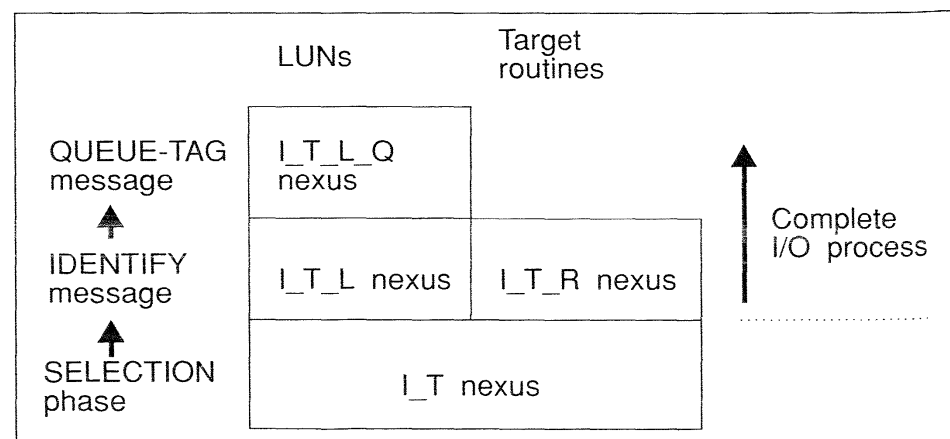 LUNs
Target
routines
QUEUE-TAG
message
I_T_L_Q
nexus
IDENTIFY
message
I_T_L nexus
I_T_R nexus
Complete
I/O process
SELECTION
phase
I_T nexus